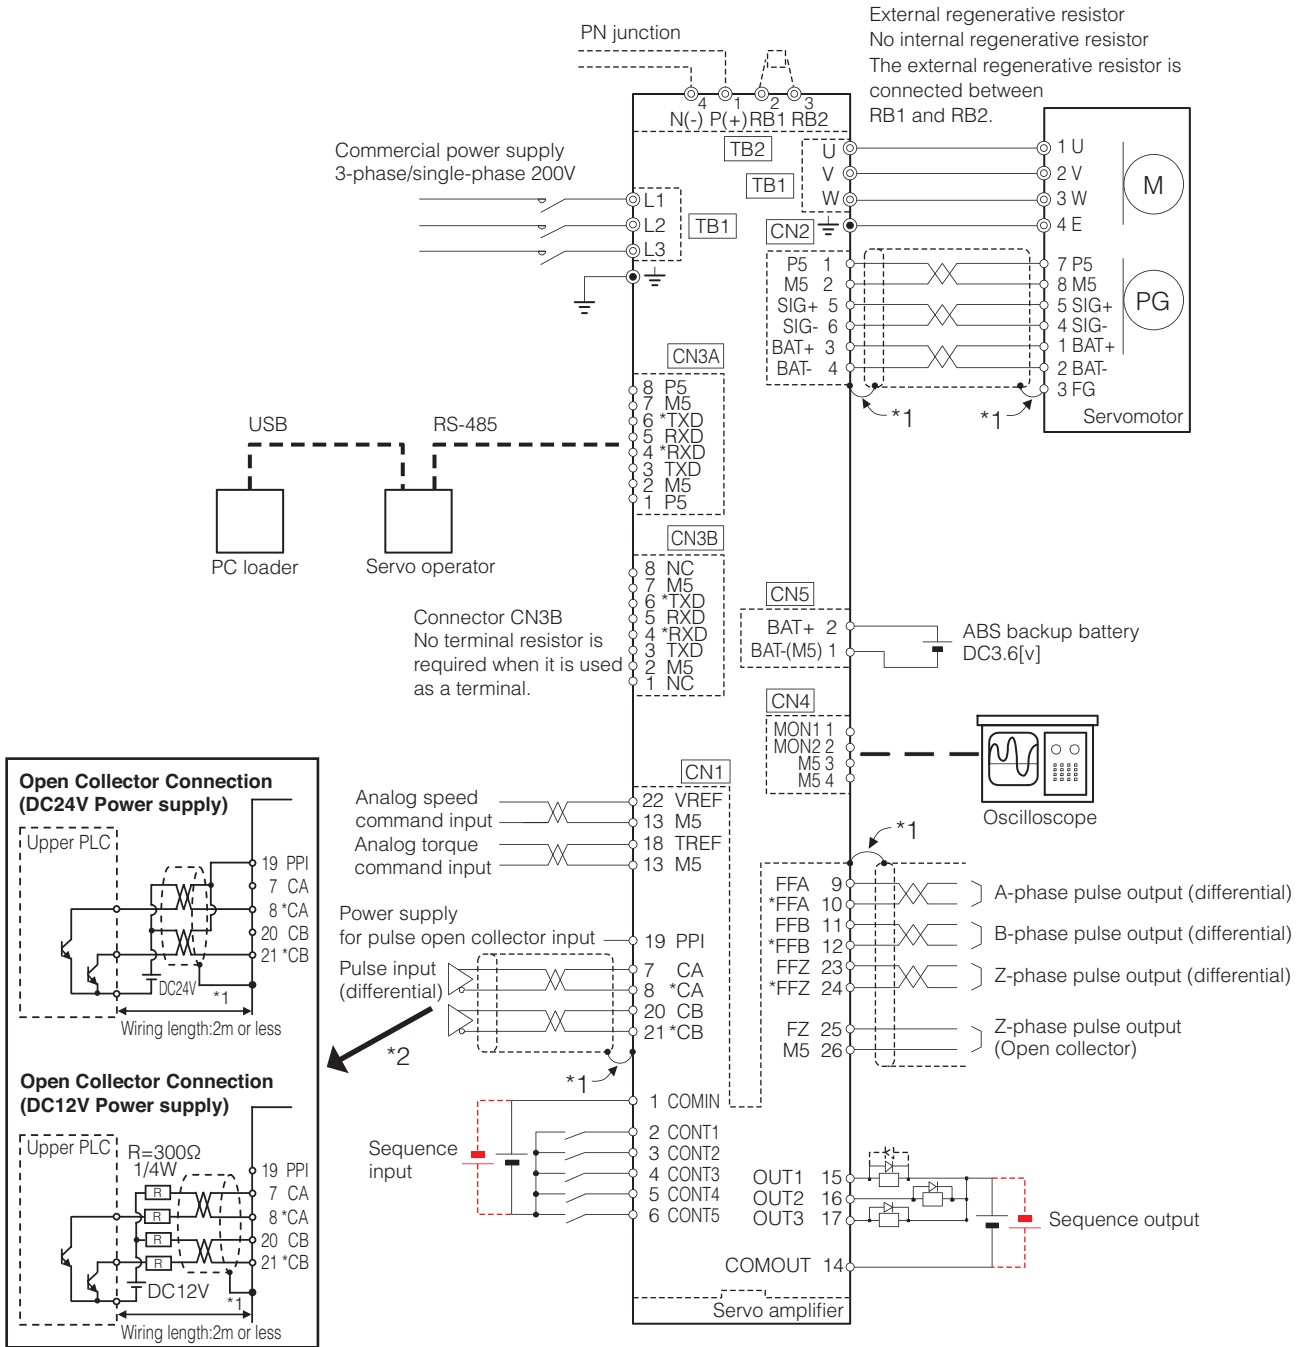 PN junction
External regenerative resistor
No internal regenerative resistor
The external regenerative resistor is
connected between
RB1 and RB2.
4 1 2 3
N(-) P(+) RB1 RB2
TB2
Commercial power supply
3-phase/single-phase 200V
L1
L2
L3
TB1
U
V
W
TB1
1 U
2 V
3 W
4 E
M
CN2
P5 1
M5 2
SIG+ 5
SIG- 6
BAT+ 3
BAT- 4
7 P5
8 M5
5 SIG+
4 SIG-
1 BAT+
2 BAT-
3 FG
PG
*1
*1
Servomotor
CN3A
8 P5
7 M5
6 *TXD
5 RXD
4 *RXD
3 TXD
2 M5
1 P5
USB
RS-485
PC loader
Servo operator
CN3B
8 NC
7 M5
6 *TXD
5 RXD
4 *RXD
3 TXD
2 M5
1 NC
Connector CN3B
No terminal resistor is
required when it is used
as a terminal.
CN5
BAT+ 2
BAT-(M5) 1
ABS backup battery
DC3.6[v]
CN4
MON1 1
MON2 2
M5 3
M5 4
Oscilloscope
CN1
Analog speed
command input
22 VREF
13 M5
Analog torque
command input
18 TREF
13 M5
Power supply
for pulse open collector input
19 PPI
Pulse input
(differential)
7 CA
8 *CA
20 CB
21 *CB
*2
*1
1 COMIN
2 CONT1
3 CONT2
4 CONT3
5 CONT4
6 CONT5
Sequence
input
*1
FFA 9
*FFA 10
FFB 11
*FFB 12
FFZ 23
*FFZ 24
FZ 25
M5 26
A-phase pulse output (differential)
B-phase pulse output (differential)
Z-phase pulse output (differential)
Z-phase pulse output
(Open collector)
OUT1 15
OUT2 16
OUT3 17
COMOUT 14
Sequence output
Servo amplifier
Open Collector Connection
(DC24V Power supply)
Upper PLC
19 PPI
7 CA
8 *CA
20 CB
21 *CB
DC24V
*1
Wiring length:2m or less
Open Collector Connection
(DC12V Power supply)
Upper PLC
R=300Ω
1/4W
R
R
R
R
19 PPI
7 CA
8 *CA
20 CB
21 *CB
DC12V
*1
Wiring length:2m or less